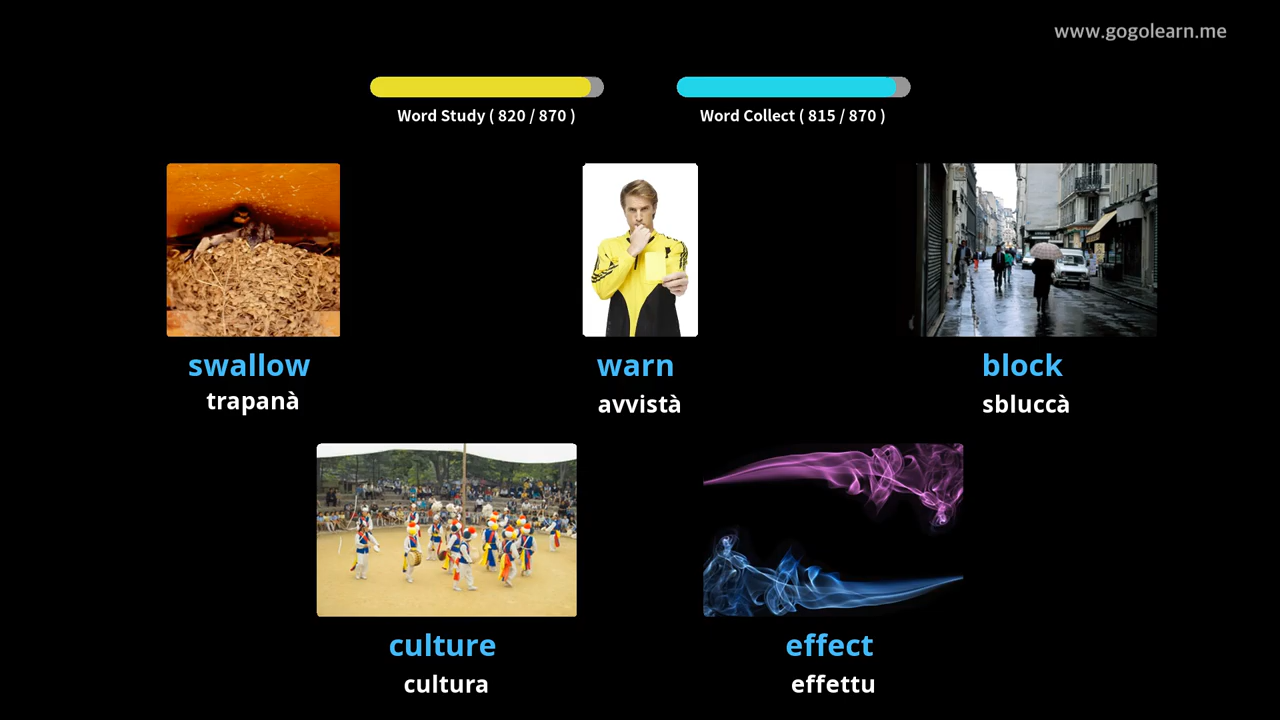 www.gogolearn.me
Word Study ( 820 / 870 )
Word Collect ( 815 / 870 )
swallow
trapanà
warn
avvistà
block
sbluccà
culture
cultura
effect
effettu